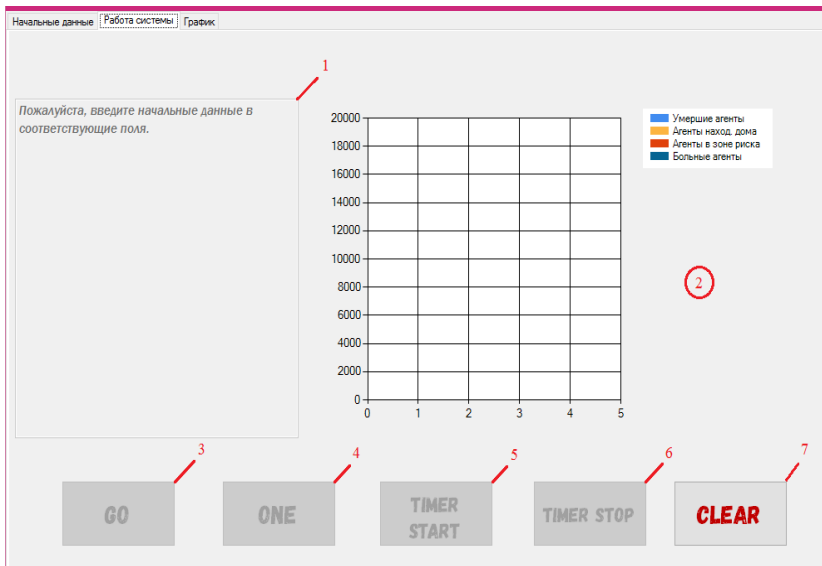 Начальные данные Работа системы График
1
Пожалуйста, введите начальные данные в
соответствующие поля.
20000
18000
16000
14000
12000
10000
8000
6000
4000
2000
0
0 1 2 3 4 5
Умершие агенты
Агенты наход. дома
Агенты в зоне риска
Больные агенты
2
3
4
5
6
7
GO
ONE
TIMER
START
TIMER STOP
CLEAR